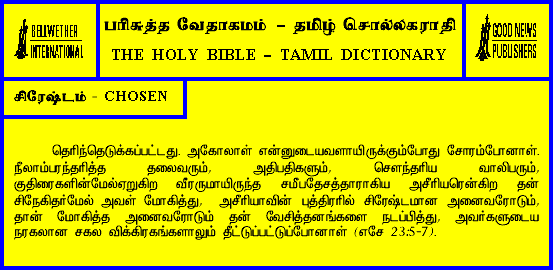 BELLWETHER
INTERNATIONAL
பரிசுத்த வேதாகமம் – தமிழ் சொல்லகராதி
THE HOLY BIBLE – TAMIL DICTIONARY
GOOD NEWS
PUBLISHERS
சிரேஷ்டம் - CHOSEN
தெரிந்தெடுக்கப்பட்டது. அகோலாள் என்னுடையவளாயிருக்கும்போது சோரம்போனாள்.
நீலாம்பரந்தரித்த தலைவரும், அதிபதிகளும், சௌந்தரிய வாலிபரும்,
குதிரைகளின்மேல்ஏறுகிற வீரருமாயிருந்த சமீபதேசத்தாராகிய அசீரியரென்கிற தன்
சிநேகிதர்மேல் அவள் மோகித்து, அசீரியாவின் புத்திரரில் சிரேஷ்டமான அனைவரோடும்,
தான் மோகித்த அனைவரோடும் தன் வேசித்தனங்களை நடப்பித்து, அவர்களுடைய
நரகலான சகல விக்கிரகங்களாலும் தீட்டுப்பட்டுப்போனாள் (எசே 23:5-7).